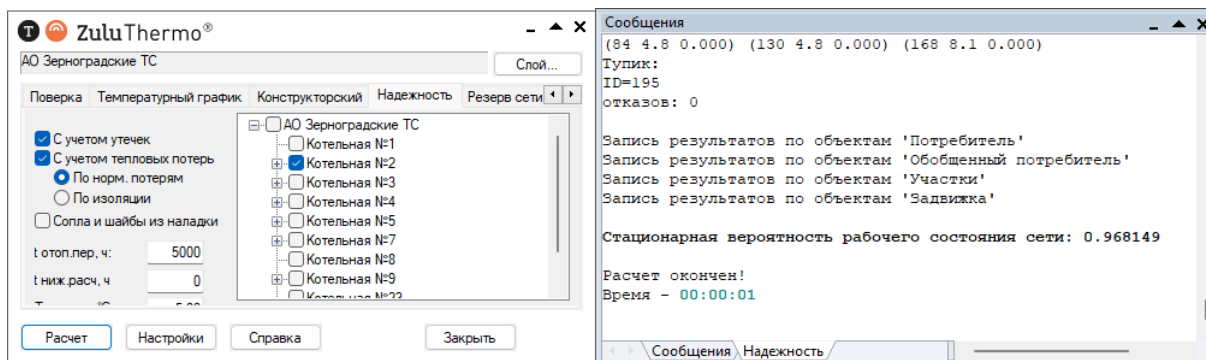 ZuluThermo®
АО Зерноградские ТС
Слой...
Поверка Температурный график Конструкторский Надежность Резерв сети
С учетом утечек
С учетом тепловых потерь
По норм. потерям
По изоляции
Сопла и шайбы из наладки
t отоп.пер, ч: 5000
t ниж.расч, ч 0
АО Зерноградские ТС
Котельная №1
Котельная №2
Котельная №3
Котельная №4
Котельная №5
Котельная №7
Котельная №8
Котельная №9
Расчет Настройки Справка Закрыть
Сообщения
(84 4.8 0.000) (130 4.8 0.000) (168 8.1 0.000)
Тупик:
ID=195
отказов: 0
Запись результатов по объектам 'Потребитель'
Запись результатов по объектам 'Обобщенный потребитель'
Запись результатов по объектам 'Участки'
Запись результатов по объектам 'Задвижка'
Стационарная вероятность рабочего состояния сети: 0.968149
Расчет окончен!
Время - 00:00:01
Сообщения Надежность